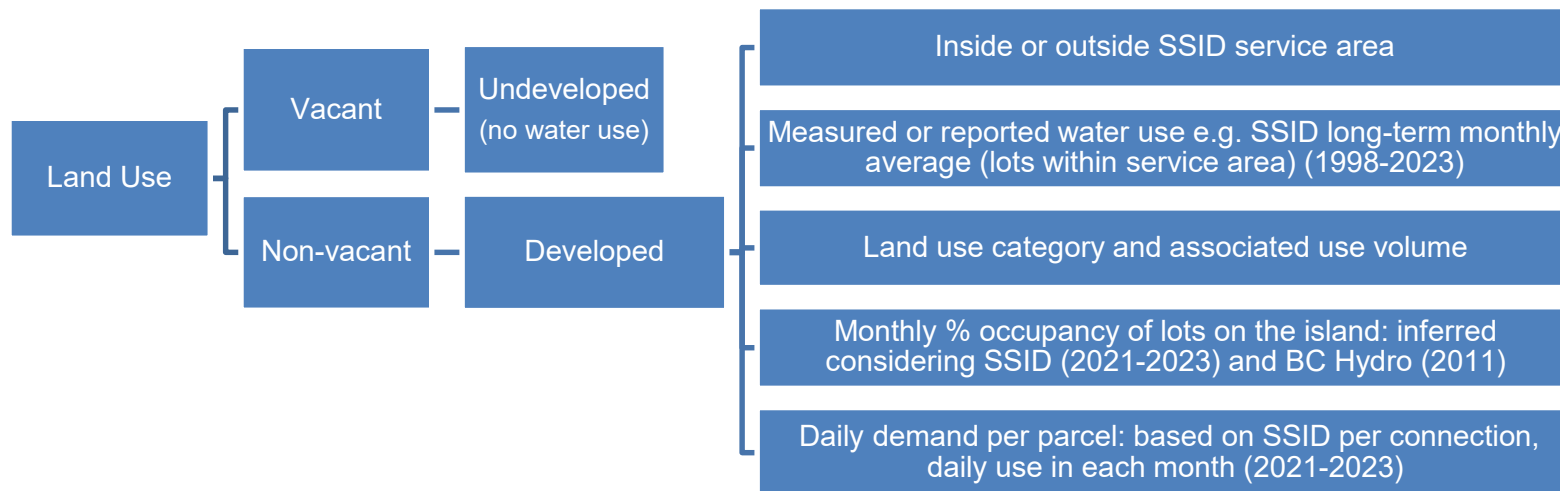 Land Use
Vacant
Undeveloped
(no water use)
Non-vacant
Developed
Inside or outside SSID service area
Measured or reported water use e.g. SSID long-term monthly
average (lots within service area) (1998-2023)
Land use category and associated use volume
Monthly % occupancy of lots on the island: inferred
considering SSID (2021-2023) and BC Hydro (2011)
Daily demand per parcel: based on SSID per connection,
daily use in each month (2021-2023)